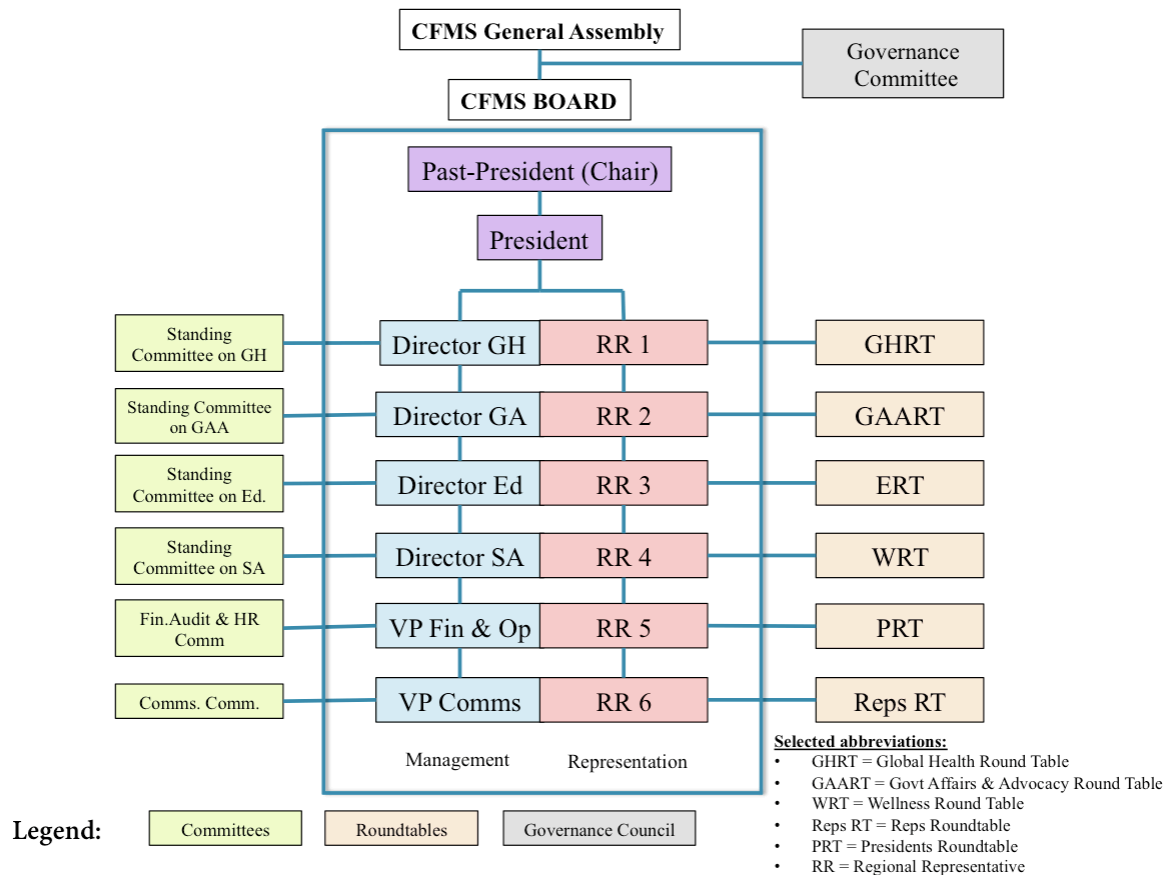 CFMS General Assembly
Governance
Committee
CFMS BOARD
Past-President (Chair)
President
Standing
Committee on GH
Director GH
RR 1
GHRT
Standing Committee
on GAA
Director GA
RR 2
GAART
Standing
Committee on Ed.
Director Ed
RR 3
ERT
Standing
Committee on SA
Director SA
RR 4
WRT
Fin.Audit & HR
Comm
VP Fin & Op
RR 5
PRT
Comms. Comm.
VP Comms
RR 6
Reps RT
Management
Representation
Selected abbreviations:
• GHRT = Global Health Round Table
• GAART = Govt Affairs & Advocacy Round Table
• WRT = Wellness Round Table
• Reps RT = Reps Roundtable
• PRT = Presidents Roundtable
• RR = Regional Representative
Legend:
Committees
Roundtables
Governance Council